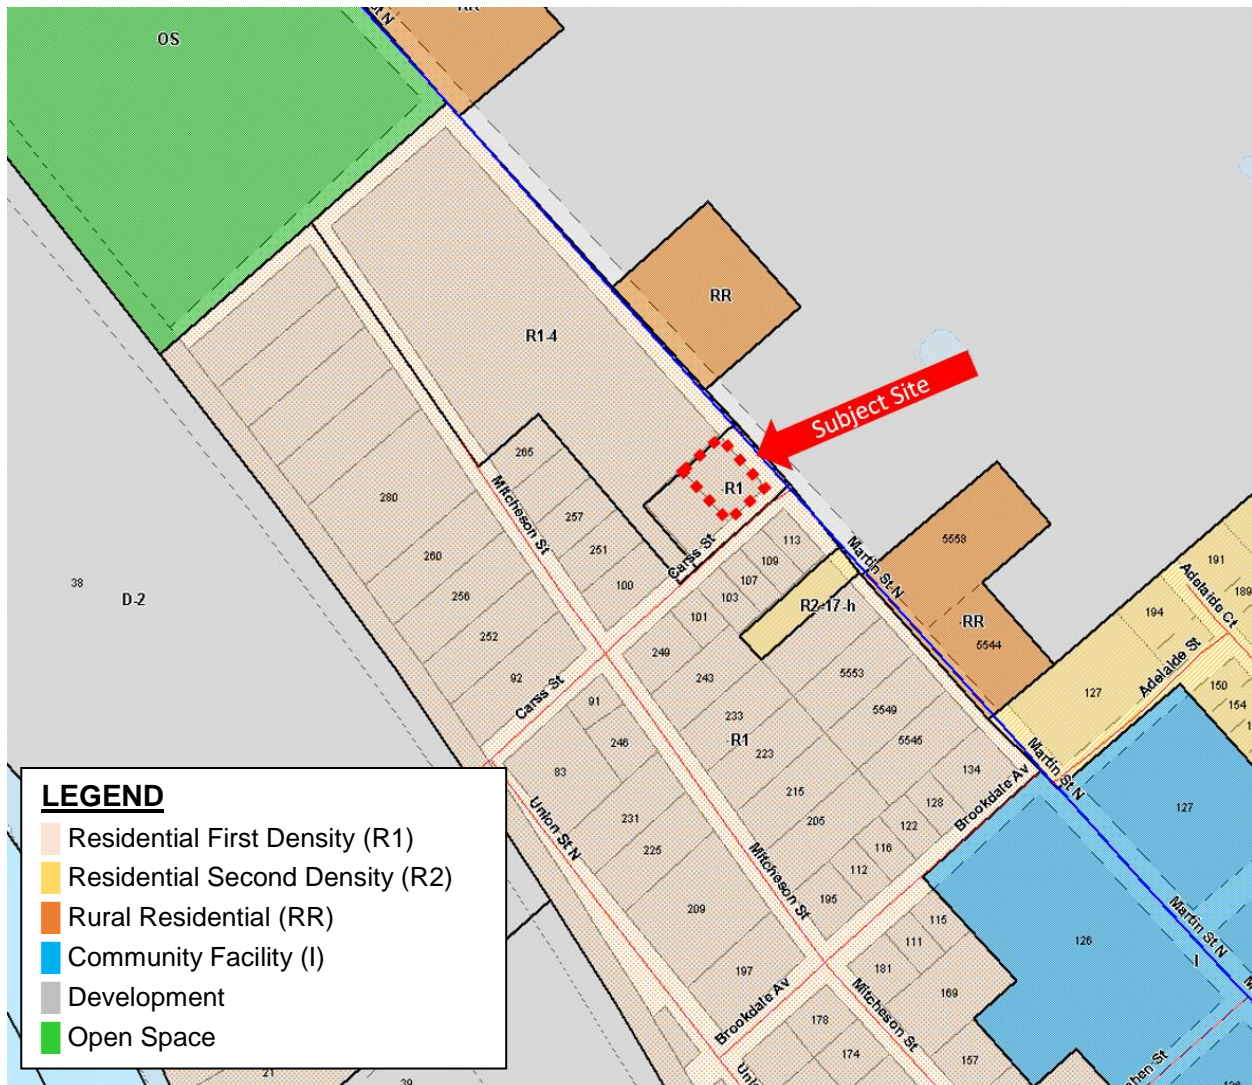 OS
RR
St N
RR
R1-4
Subject Site
265
R1
280
Mitcheson St
257
113
251
Carss St
109
Martin St N
5558
260
107
100
191
Adelaide Ct
38
D-2
256
103
R2-17-h
194
189
101
RR
252
249
5544
Adelaide St
92
243
5553
127
150
Carss St
91
154
233
5549
246
R1
223
5545
Martin St N
83
134
215
Brookdale Av
127
231
205
128
Union St N
122
225
116
Mitcheson St
112
195
209
115
Martin St N
126
111
I
197
181
169
Brookdale Av
Mitcheson St
178
174
157
21
39
LEGEND
Residential First Density (R1)
Residential Second Density (R2)
Rural Residential (RR)
Community Facility (I)
Development
Open Space